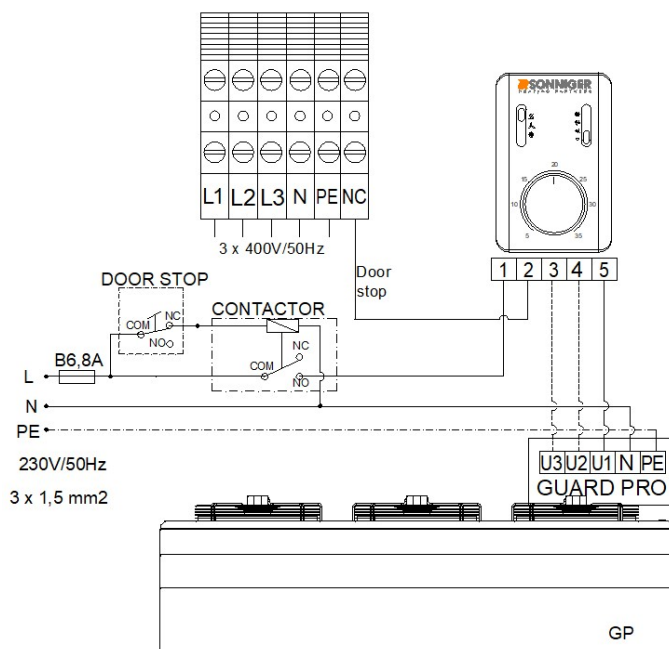 SONNIGER
HEATING PARTNERS
20
15
25
10
30
5
35
L1 L2 L3 N PE NC
3 x 400V/50Hz
Door
stop
1 2 3 4 5
DOOR STOP
NC
COM
NO
CONTACTOR
NC
COM
NO
B6,8A
L
N
PE
230V/50Hz
3 x 1,5 mm2
U3 U2 U1 N PE
GUARD PRO
GP